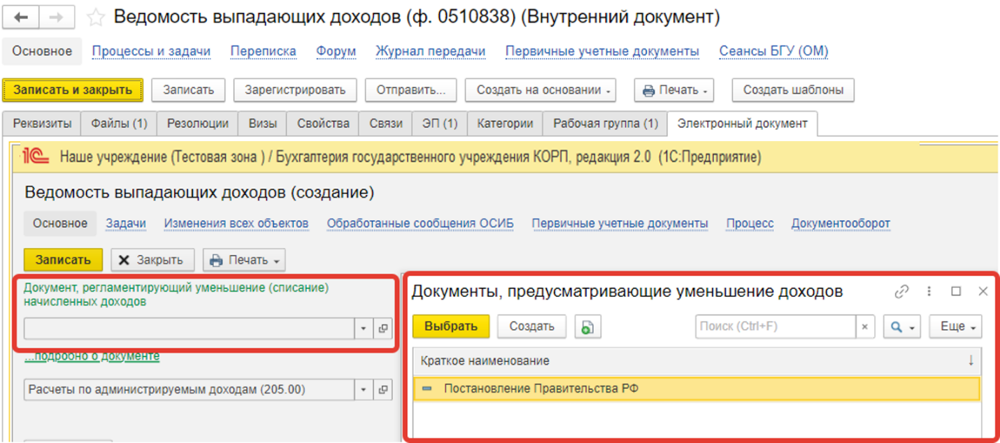 Ведомость выпадающих доходов (ф. 0510838) (Внутренний документ)
Основное Процессы и задачи Переписка Форум Журнал передачи Первичные учетные документы Сеансы БГУ (ОМ)
Записать и закрыть Записать Зарегистрировать Отправить... Создать на основании Печать Создать шаблоны
Реквизиты Файлы (1) Резолюции Визы Свойства Связи ЭП (1) Категории Рабочая группа (1) Электронный документ
1С Наше учреждение (Тестовая зона ) / Бухгалтерия государственного учреждения КОРП, редакция 2.0 (1С:Предприятие)
Ведомость выпадающих доходов (создание)
Основное Задачи Изменения всех объектов Обработанные сообщения ОСИБ Первичные учетные документы Процесс Документооборот
Записать Закрыть Печать
Документ, регламентирующий уменьшение (списание)
начисленных доходов
...подробно о документе
Расчеты по администрируемым доходам (205.00)
Документы, предусматривающие уменьшение доходов
Выбрать Создать Поиск (Ctrl+F) × Еще
Краткое наименование ↓
Постановление Правительства РФ